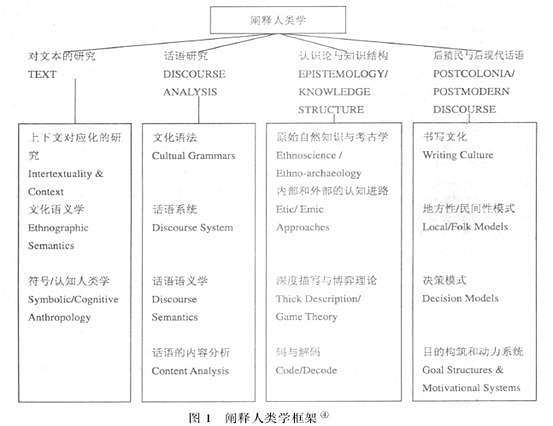 阐释人类学
对文本的研究
TEXT
话语研究
DISCOURSE
ANALYSIS
认识论与知识结构
EPISTEMOLOGY/
KNOWLEDGE
STRUCTURE
后殖民与后现代话语
POSTCOLONIA/
POSTMODERN
DISCOURSE
上下文对应化的研
究
Intertextuality &
Context
文化语义学
Ethnographic
Semantics
符号/认知人类学
Symbolic/Cognitive
Anthropology
文化语法
Cultual Grammars
话语系统
Discourse System
话语语义学
Discourse
Semantics
话语的内容分析
Content Analysis
原始自然知识与考古学
Ethnoscience /
Ethno-archaeology
内部和外部的认知进路
Etic/ Emic
Approaches
深度描写与博弈理论
Thick Description/
Game Theory
码与解码
Code/Decode
书写文化
Writing Culture
地方性/民间性模式
Local/Folk Models
决策模式
Decision Models
目的构筑和动力系统
Goal Structures &
Motivational Systems
图 1 阐释人类学框架④